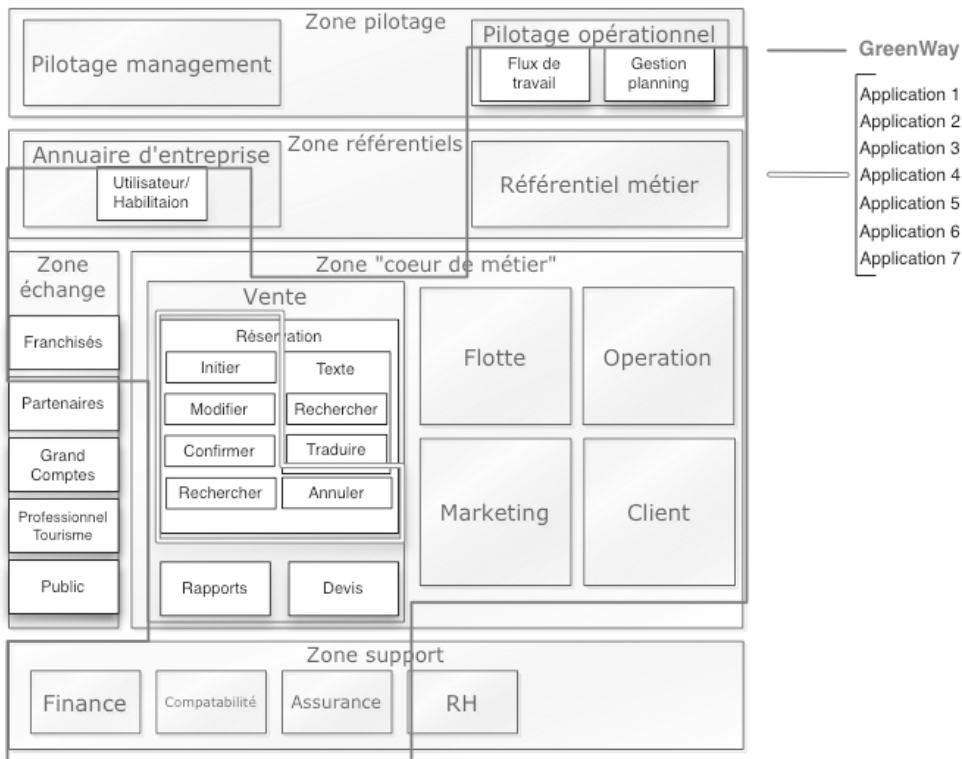 Zone pilotage
Pilotage management
Pilotage opérationnel
Flux de
travail
Gestion
planning
GreenWay
Application 1
Application 2
Application 3
Application 4
Application 5
Application 6
Application 7
Zone référentiels
Annuaire d'entreprise
Utilisateur/
Habilitaion
Référentiel métier
Zone
échange
Franchisés
Partenaires
Grand
Comptes
Professionnel
Tourisme
Public
Zone "coeur de métier"
Vente
Réservation
Initier
Texte
Modifier
Rechercher
Confirmer
Traduire
Rechercher
Annuler
Rapports
Devis
Flotte
Operation
Marketing
Client
Zone support
Finance
Compatabilité
Assurance
RH